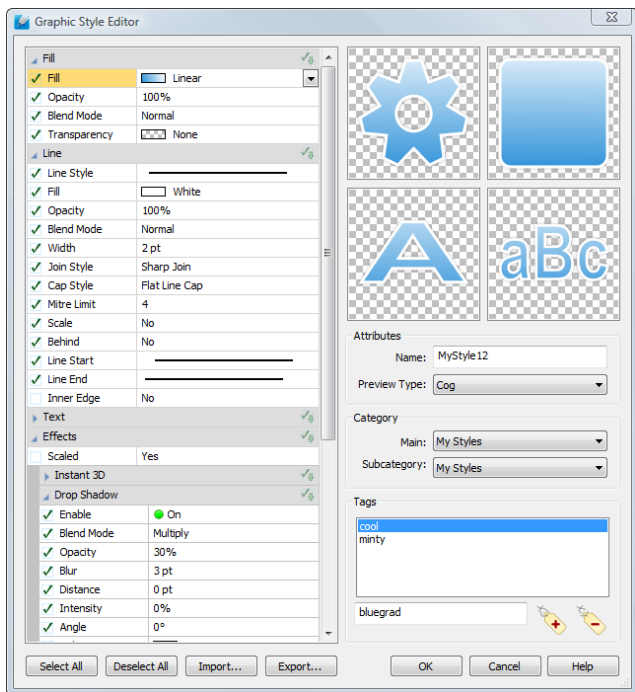 Graphic Style Editor
Fill
Fill Linear
Opacity 100%
Blend Mode Normal
Transparency None
Line
Line Style
Fill White
Opacity 100%
Blend Mode Normal
Width 2 pt
Join Style Sharp Join
Cap Style Flat Line Cap
Mitre Limit 4
Scale No
Behind No
Line Start
Line End
Inner Edge No
Text
Effects
Scaled Yes
Instant 3D
Drop Shadow
Enable On
Blend Mode Multiply
Opacity 30%
Blur 3 pt
Distance 0 pt
Intensity 0%
Angle 0°
A
aBc
Attributes
Name: MyStyle12
Preview Type: Cog
Category
Main: My Styles
Subcategory: My Styles
Tags
cool
minty
bluegrad
Select All Deselect All Import... Export... OK Cancel Help